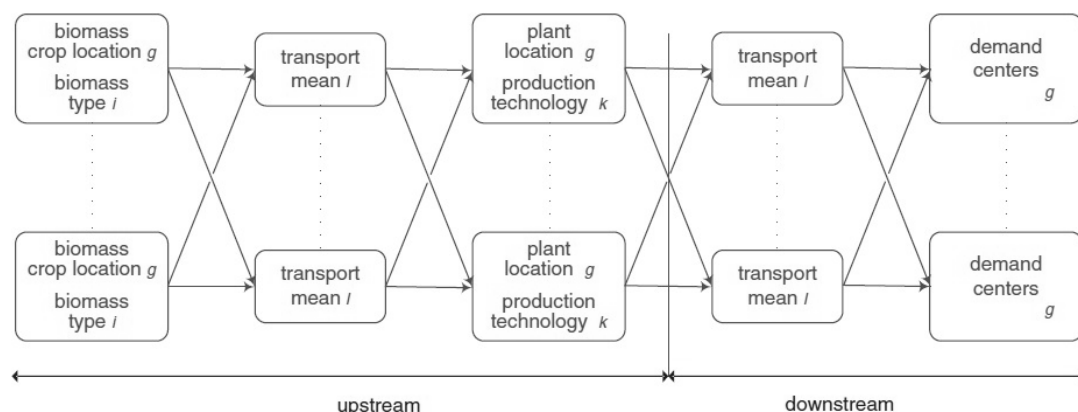 biomass
crop location g
biomass
type i
transport
mean l
plant
location g
production
technology k
transport
mean l
demand
centers
g
biomass
crop location g
biomass
type i
transport
mean l
plant
location g
production
technology k
transport
mean l
demand
centers
g
upstream
downstream